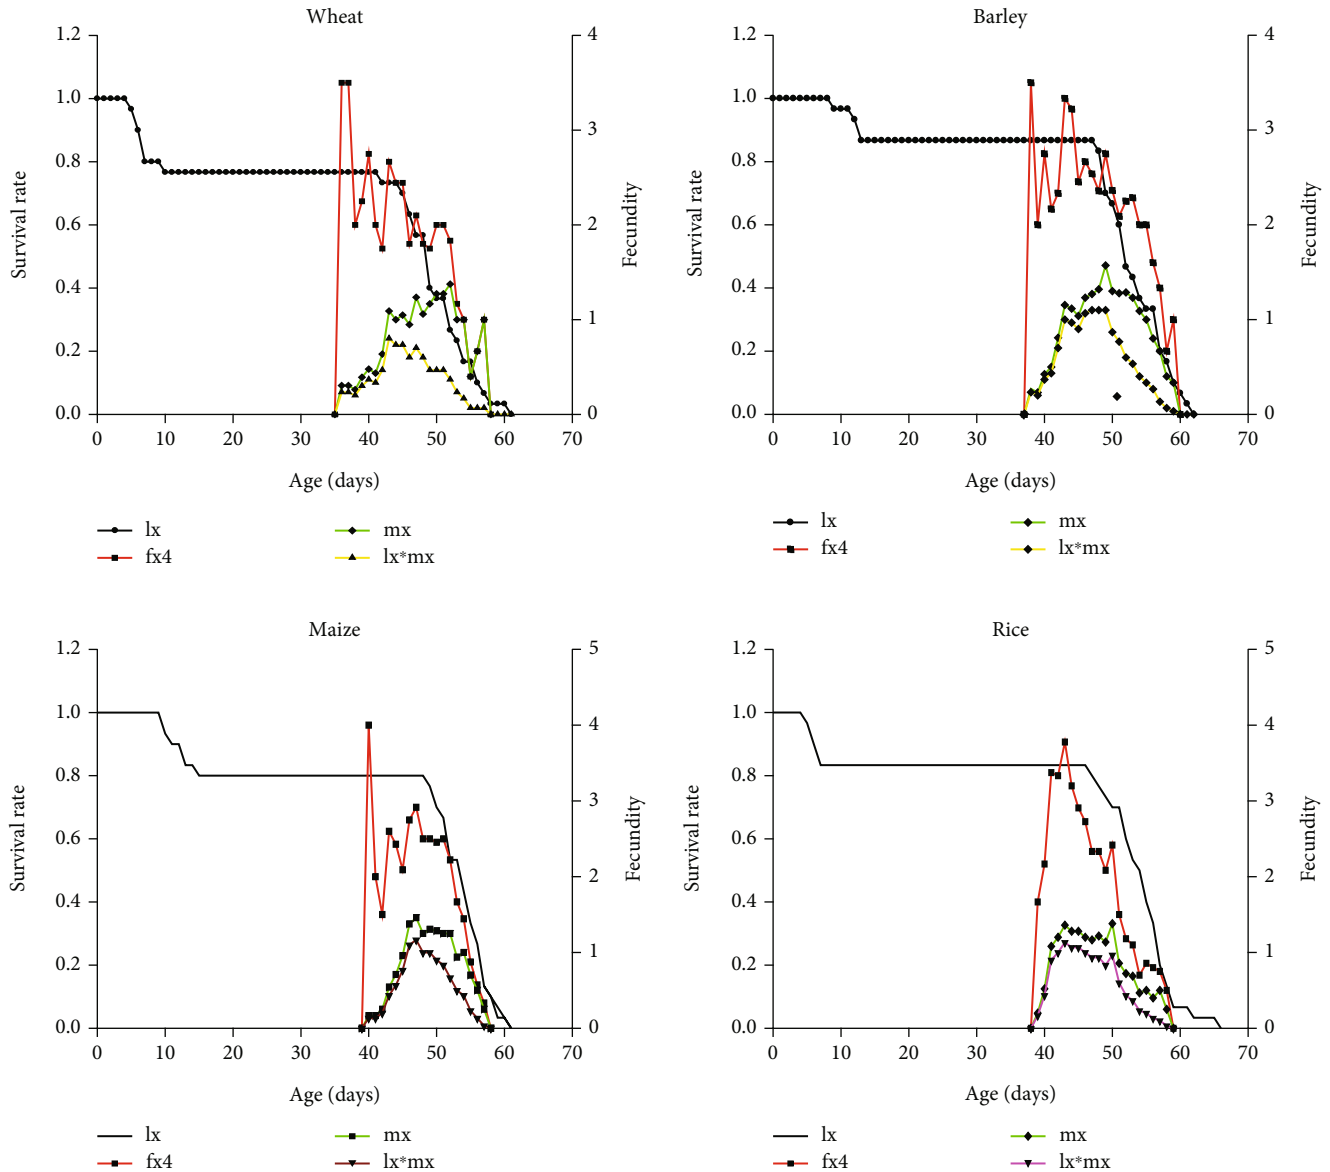 Wheat
1.2
1.0
0.8
0.6
0.4
0.2
0.0
Survival rate
4
3
2
1
0
Fecundity
0 10 20 30 40 50 60 70
Age (days)
lx mx
fx4 lx*mx
Barley
1.2
1.0
0.8
0.6
0.4
0.2
0.0
Survival rate
4
3
2
1
0
Fecundity
0 10 20 30 40 50 60 70
Age (days)
lx mx
fx4 lx*mx
Maize
1.2
1.0
0.8
0.6
0.4
0.2
0.0
Survival rate
5
4
3
2
1
0
Fecundity
0 10 20 30 40 50 60 70
Age (days)
lx mx
fx4 lx*mx
Rice
1.2
1.0
0.8
0.6
0.4
0.2
0.0
Survival rate
5
4
3
2
1
0
Fecundity
0 10 20 30 40 50 60 70
Age (days)
lx mx
fx4 lx*mx